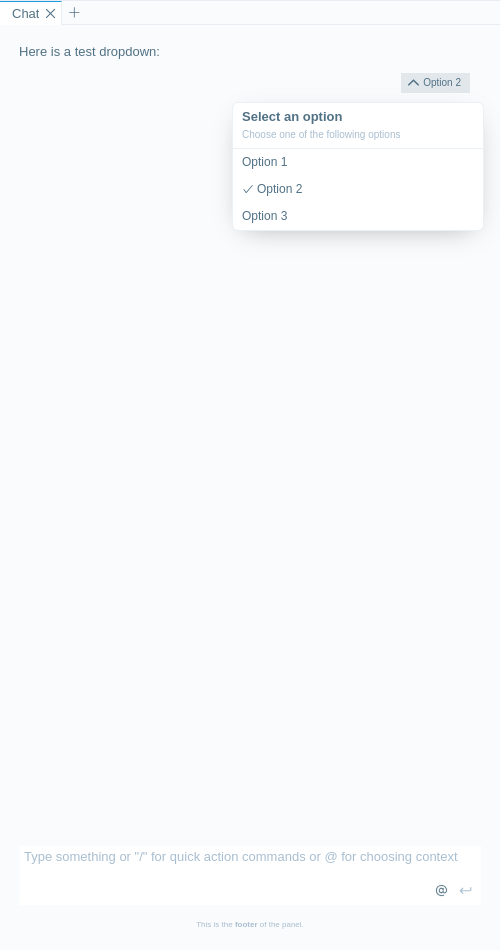 Chat
Here is a test dropdown:
Option 2
Select an option
Choose one of the following options
Option 1
Option 2
Option 3
Type something or "/" for quick action commands or @ for choosing context
This is the footer of the panel.